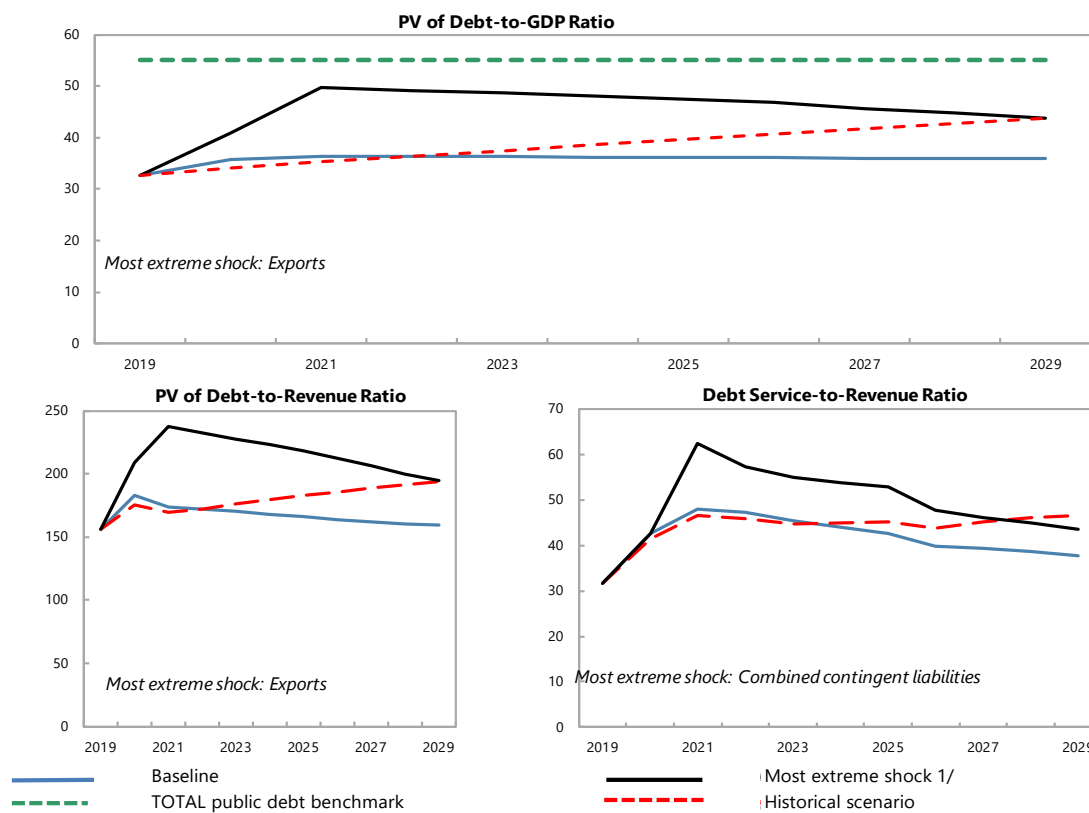 PV of Debt-to-GDP Ratio
60
50
40
30
20
10
0
Most extreme shock: Exports
2019 2021 2023 2025 2027 2029
PV of Debt-to-Revenue Ratio
250
200
150
100
50
0
Most extreme shock: Exports
2019 2021 2023 2025 2027 2029
Debt Service-to-Revenue Ratio
70
60
50
40
30
20
10
0
Most extreme shock: Combined contingent liabilities
2019 2021 2023 2025 2027 2029
Baseline
Most extreme shock 1/
TOTAL public debt benchmark
Historical scenario